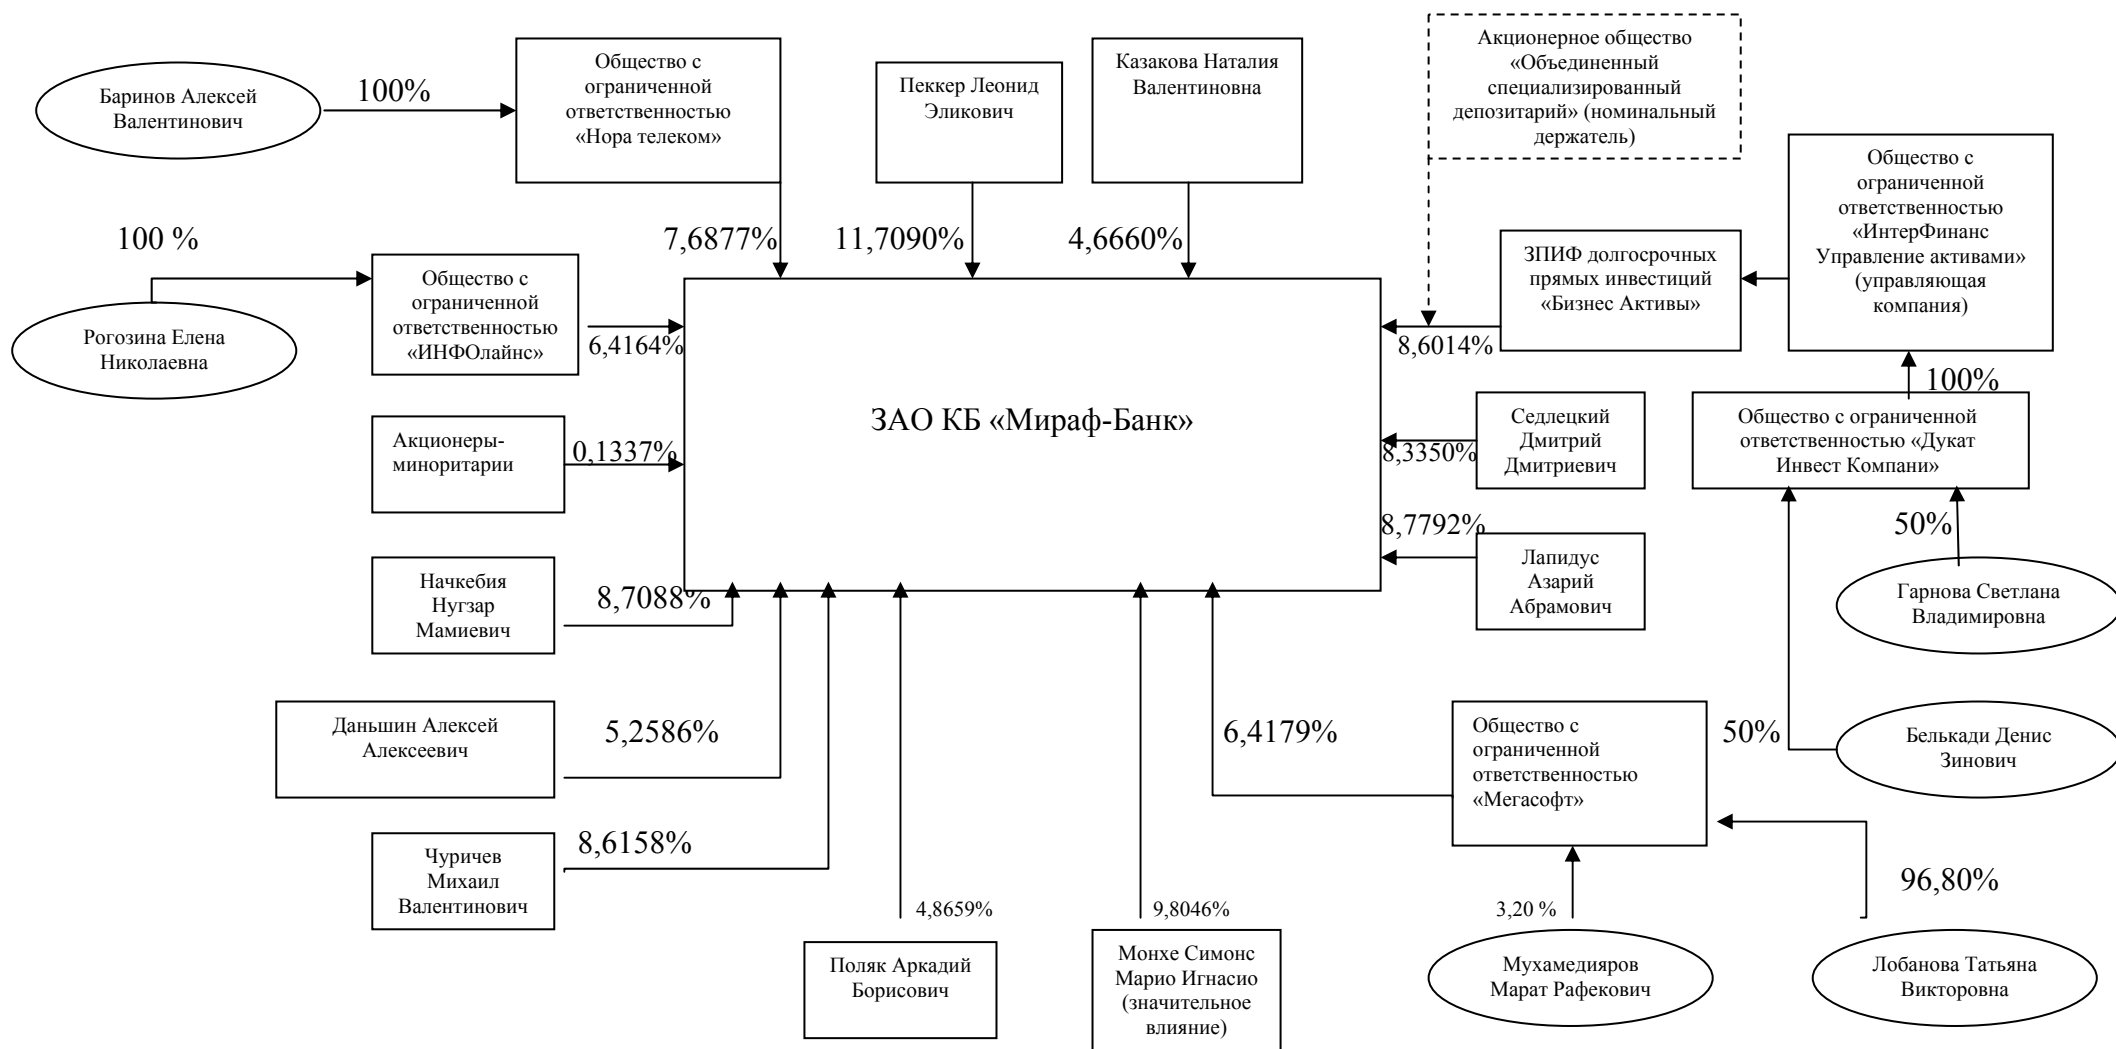 Баринов Алексей
Валентинович
100%
Общество с
ограниченной
ответственностью
«Нора телеком»
7,6877%
Пеккер Леонид
Эликович
11,7090%
Казакова Наталия
Валентиновна
4,6660%
Акционерное общество
«Объединенный
специализированный
депозитарий» (номинальный
держатель)
Общество с
ограниченной
ответственностью
«ИнтерФинанс
Управление активами»
(управляющая
компания)
ЗПИФ долгосрочных
прямых инвестиций
«Бизнес Активы»
8,6014%
100 %
Рогозина Елена
Николаевна
Общество с
ограниченной
ответственностью
«ИНФОлайнс»
6,4164%
ЗАО КБ «Мираф-Банк»
100%
Общество с ограниченной
ответственностью «Дукат
Инвест Компани»
Седлецкий
Дмитрий
Дмитриевич
8,3350%
Акционеры-
миноритарии
0,1337%
8,7792%
Лапидус
Азарий
Абрамович
50%
Гарнова Светлана
Владимировна
Начкебия
Нугзар
Мамиевич
8,7088%
Даньшин Алексей
Алексеевич
5,2586%
6,4179%
Общество с
ограниченной
ответственностью
«Мегасофт»
50%
Белькади Денис
Зинович
Чуричев
Михаил
Валентинович
8,6158%
4,8659%
Поляк Аркадий
Борисович
9,8046%
Монхе Симонс
Марио Игнасио
(значительное
влияние)
3,20 %
Мухамедияров
Марат Рафекович
96,80%
Лобанова Татьяна
Викторовна